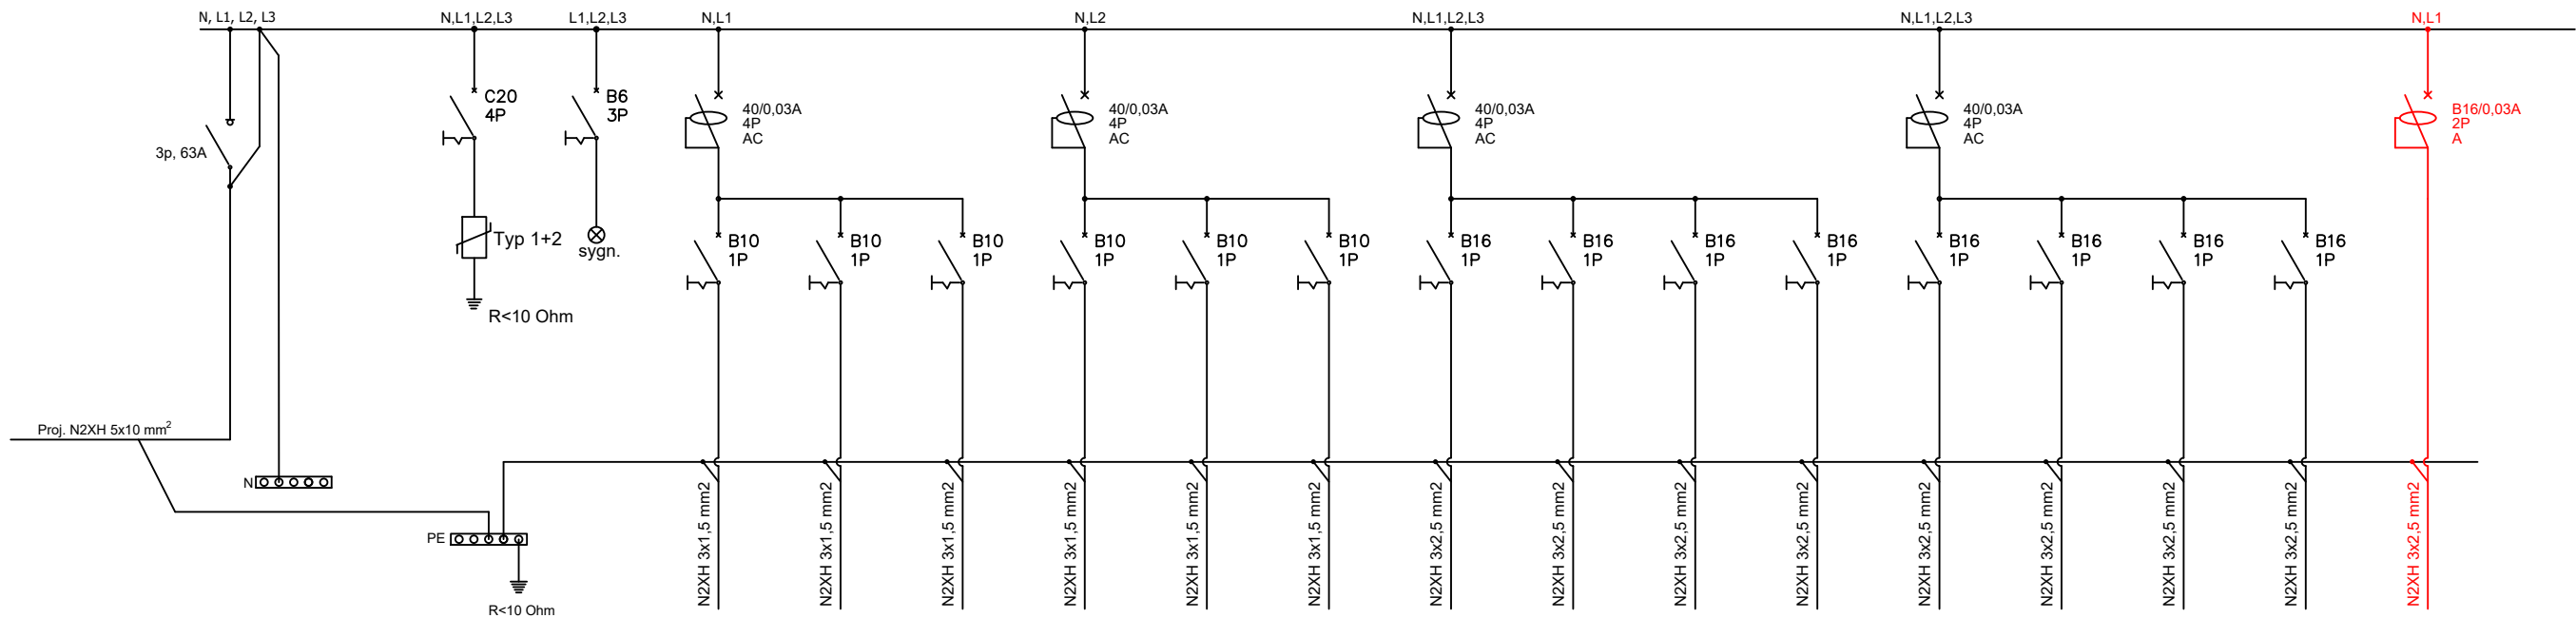 N, L1, L2, L3
N,L1,L2,L3
L1,L2,L3
N,L1
N,L2
N,L1,L2,L3
N,L1,L2,L3
N,L1
3p, 63A
C20
4P
B6
3P
40/0,03A
4P
AC
40/0,03A
4P
AC
40/0,03A
4P
AC
40/0,03A
4P
AC
B16/0,03A
2P
A
Typ 1+2
sygn.
R<10 Ohm
B10
1P
B10
1P
B10
1P
B10
1P
B10
1P
B10
1P
B16
1P
B16
1P
B16
1P
B16
1P
B16
1P
B16
1P
B16
1P
B16
1P
Proj. N2XH 5x10 mm²
N
PE
R<10 Ohm
N2XH 3x1,5 mm2
N2XH 3x1,5 mm2
N2XH 3x1,5 mm2
N2XH 3x1,5 mm2
N2XH 3x1,5 mm2
N2XH 3x1,5 mm2
N2XH 3x2,5 mm2
N2XH 3x2,5 mm2
N2XH 3x2,5 mm2
N2XH 3x2,5 mm2
N2XH 3x2,5 mm2
N2XH 3x2,5 mm2
N2XH 3x2,5 mm2
N2XH 3x2,5 mm2
N2XH 3x2,5 mm2